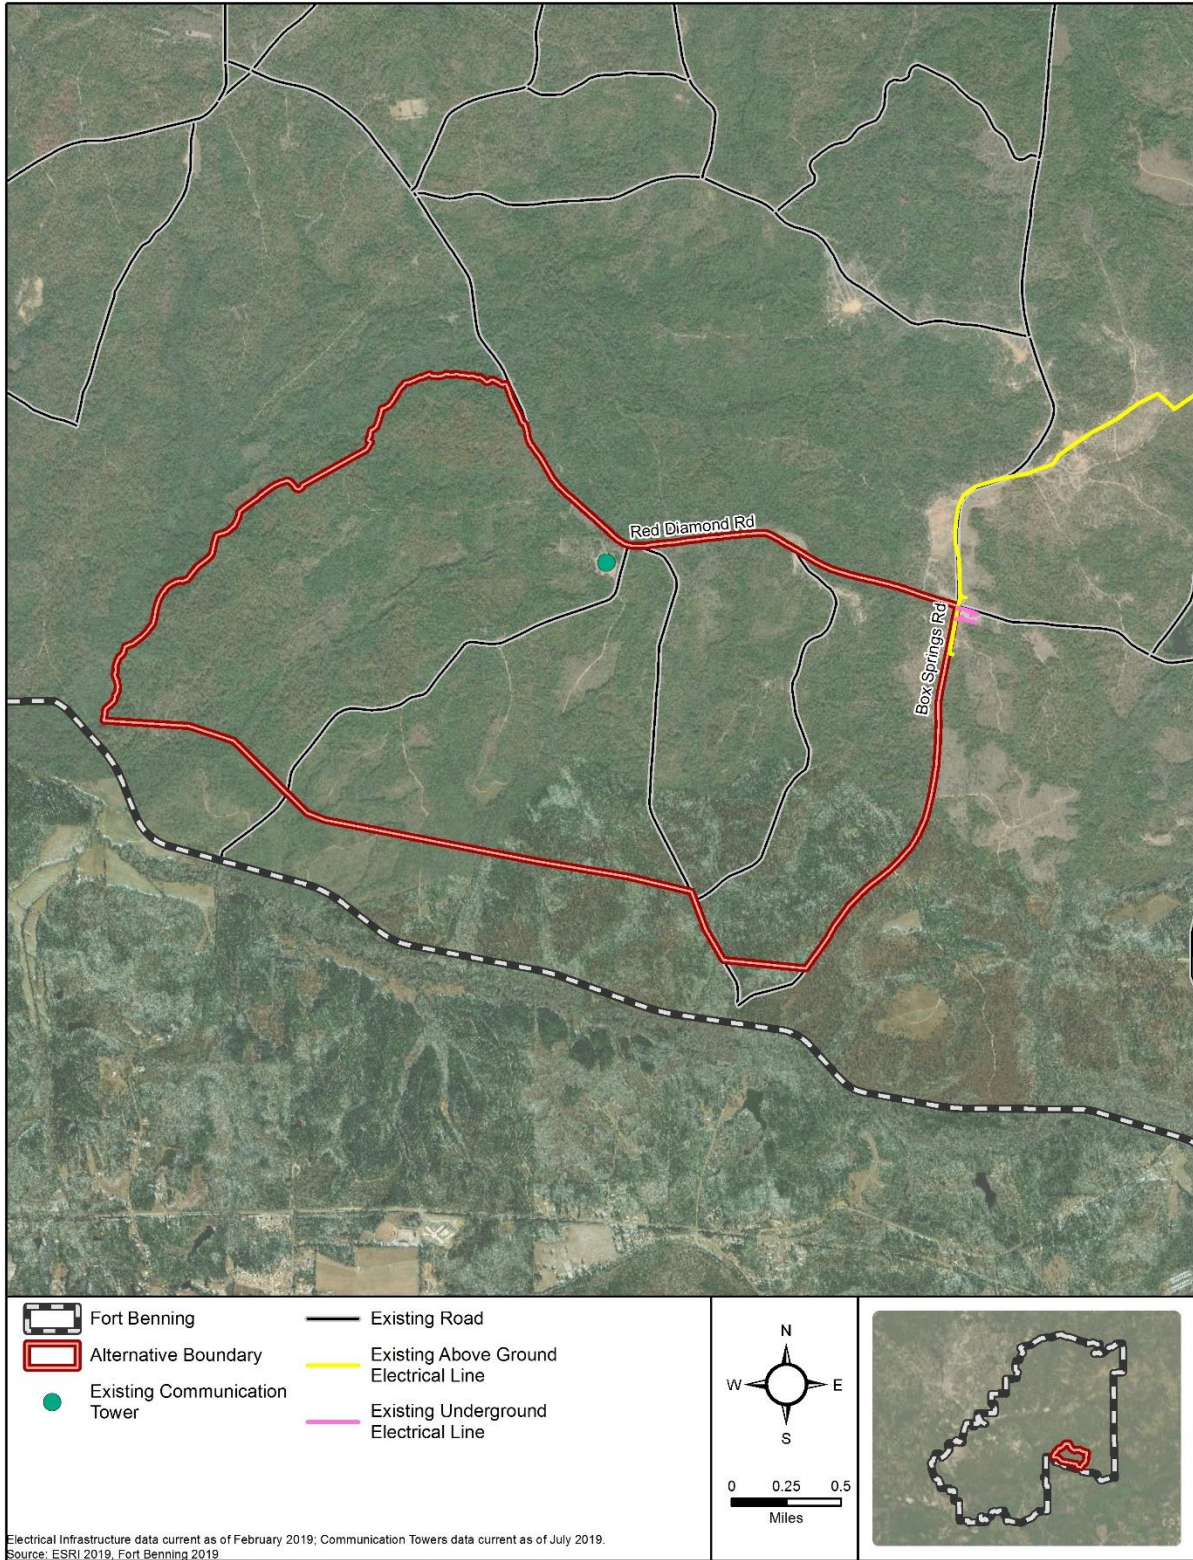 Red Diamond Rd
Box Springs Rd
Fort Benning
Alternative Boundary
Existing Communication
Tower
Existing Road
Existing Above Ground
Electrical Line
Existing Underground
Electrical Line
N
W
E
S
0 0.25 0.5
Miles
Electrical Infrastructure data current as of February 2019; Communication Towers data current as of July 2019.
Source: ESRI 2019, Fort Benning 2019